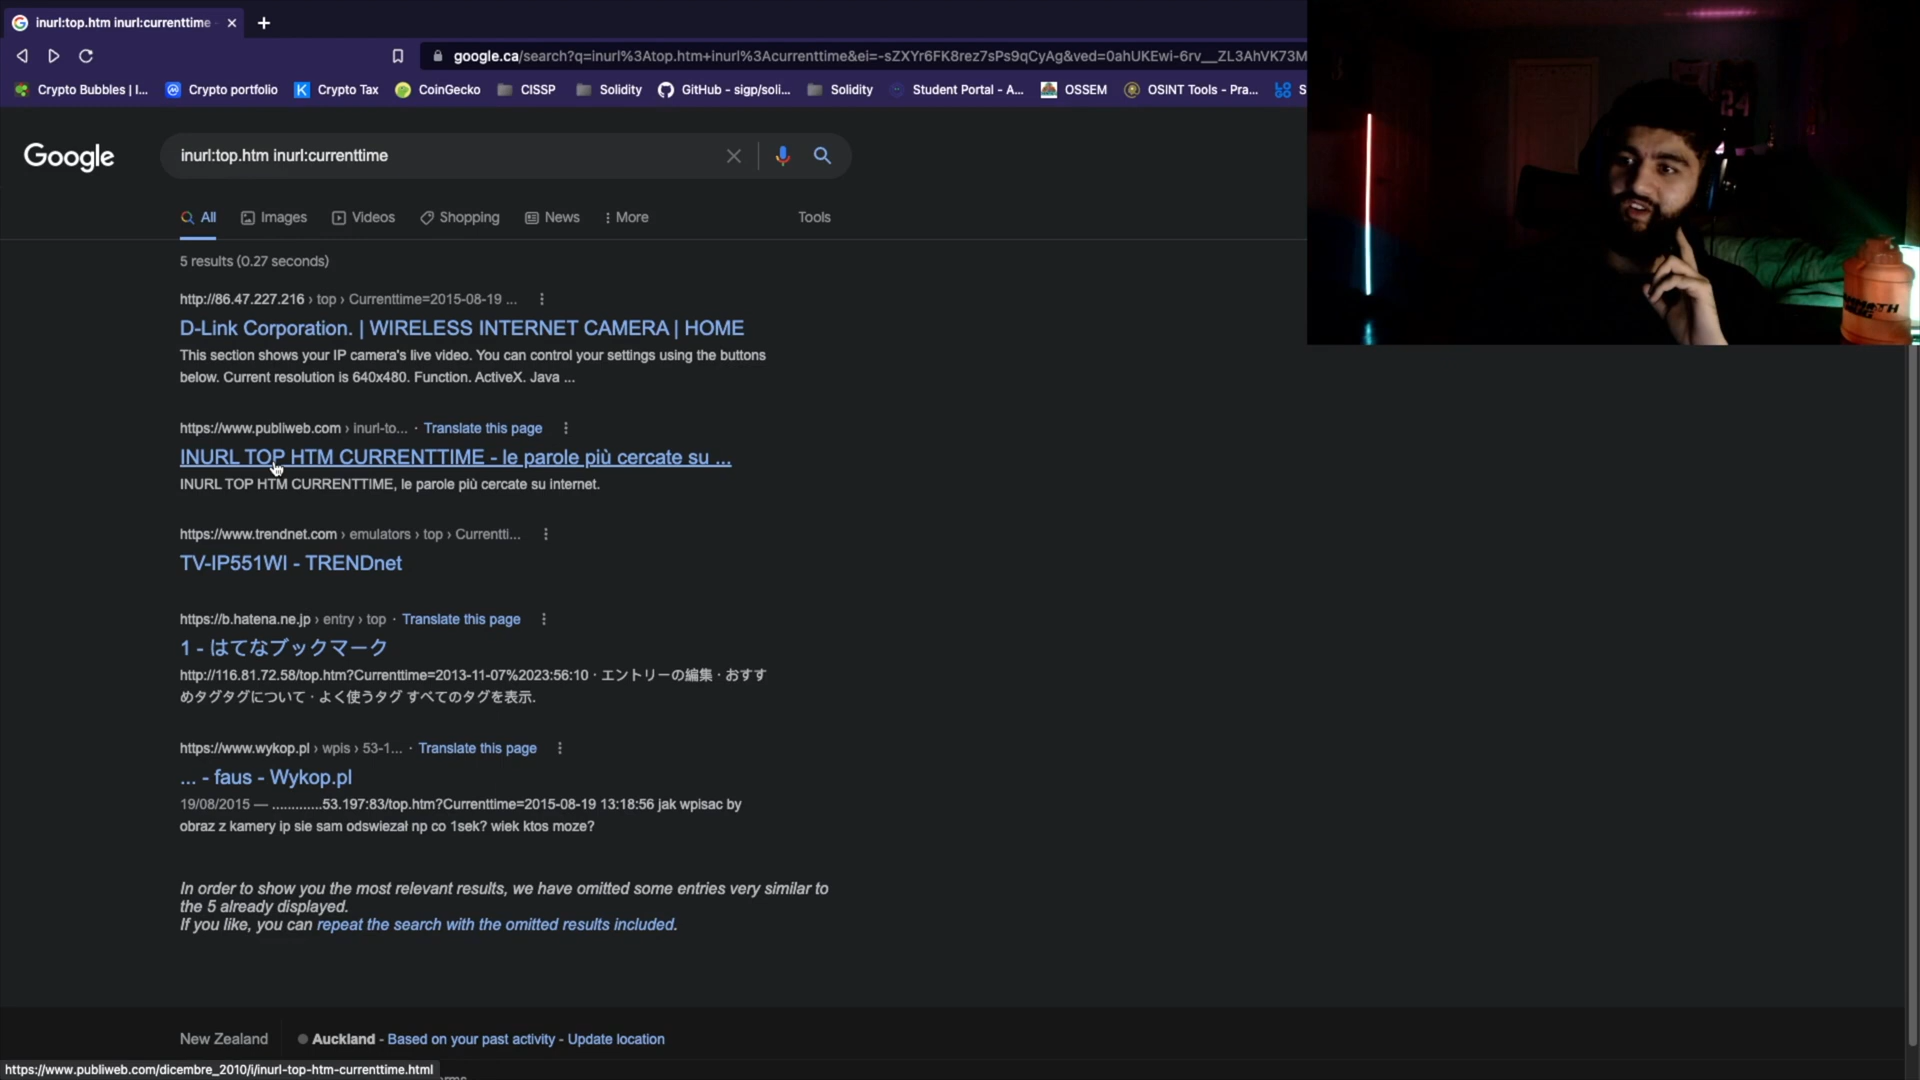 inurl:top.htm inurl:currenttime
google.ca/search?q=inurl%3Atop.htm+inurl%3Acurrenttime&ei=-sZXYr6FK8rez7sPs9qCyAg&ved=0ahUKEwi-6rv__ZL3AhVK73M
Crypto Bubbles | I... Crypto portfolio Crypto Tax CoinGecko CISSP Solidity GitHub - sigp/soli... Solidity Student Portal - A... OSSEM OSINT Tools - Pra... S
Google inurl:top.htm inurl:currenttime
All Images Videos Shopping News More Tools
5 results (0.27 seconds)
http://86.47.227.216 › top › Currenttime=2015-08-19 ...
D-Link Corporation. | WIRELESS INTERNET CAMERA | HOME
This section shows your IP camera's live video. You can control your settings using the buttons
below. Current resolution is 640x480. Function. ActiveX. Java ...
https://www.publiweb.com › inurl-to... · Translate this page
INURL TOP HTM CURRENTTIME - le parole più cercate su ...
INURL TOP HTM CURRENTTIME, le parole più cercate su internet.
https://www.trendnet.com › emulators › top › Currentti...
TV-IP551WI - TRENDnet
https://b.hatena.ne.jp › entry › top · Translate this page
1 - はてなブックマーク
http://116.81.72.58/top.htm?Currenttime=2013-11-07%2023:56:10 · エントリーの編集 · おすす
めタグタグについて · よく使うタグ すべてのタグを表示.
https://www.wykop.pl › wpis › 53-1... · Translate this page
... - faus - Wykop.pl
19/08/2015 — .............53.197:83/top.htm?Currenttime=2015-08-19 13:18:56 jak wpisac by
obraz z kamery ip sie sam odswiezał np co 1sek? wiek ktos moze?
In order to show you the most relevant results, we have omitted some entries very similar to
the 5 already displayed.
If you like, you can repeat the search with the omitted results included.
New Zealand Auckland - Based on your past activity - Update location
https://www.publiweb.com/dicembre_2010/i/inurl-top-htm-currenttime.html